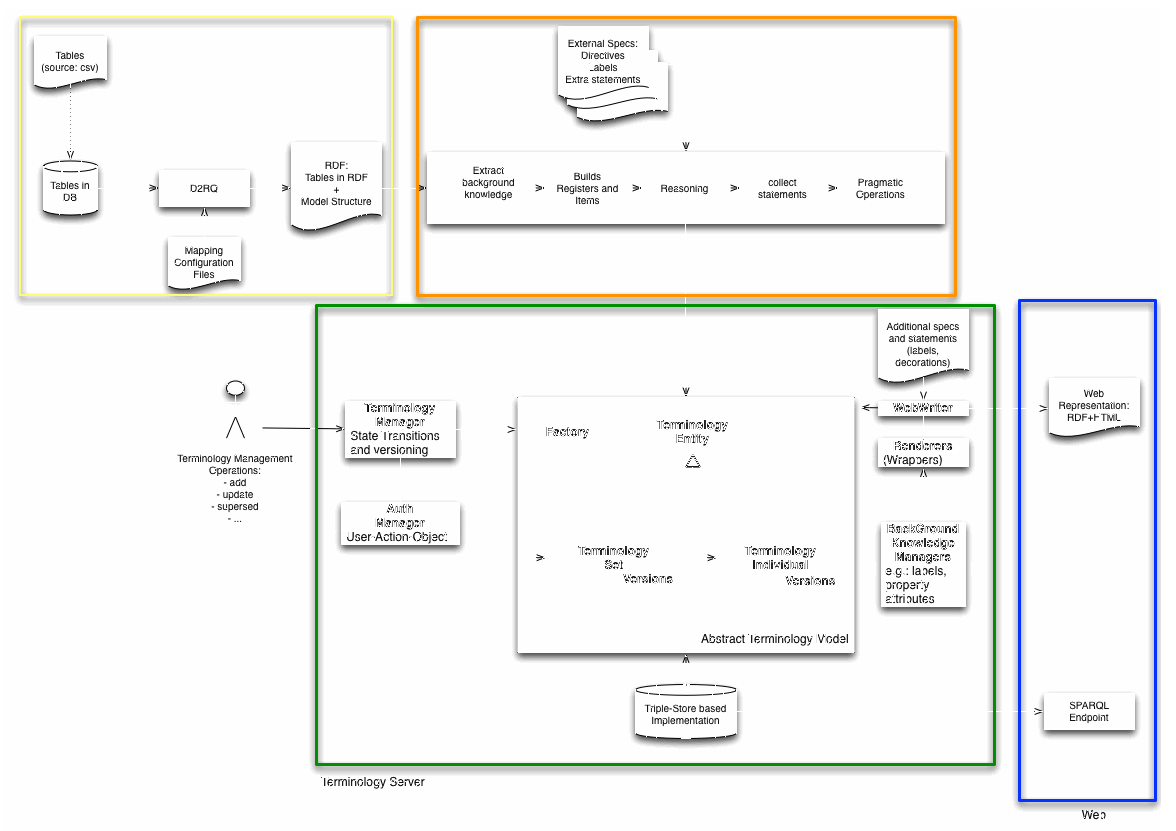 Tables
(source: csv)
Tables in
DB
D2RQ
Mapping
Configuration
Files
RDF:
Tables in RDF
+
Model Structure
External Specs:
Directives
Labels
Extra statements
Extract
background
knowledge
Builds
Registers and
Items
Reasoning
collect
statements
Pragmatic
Operations
Terminology Management
Operations:
- add
- update
- supersed
- ...
Terminology
Manager
State Transitions
and versioning
Auth
Manager
User-Action-Object
Factory
Terminology
Entity
Terminology
Set
Versions
Terminology
Individual
Versions
Abstract Terminology Model
Triple-Store based
Implementation
Additional specs
and statements
(labels,
decorations)
WebWriter
Renderers
(Wrappers)
BackGround
Knowledge
Managers
e.g.: labels,
property
attributes
Terminology Server
Web
Representation:
RDF+HTML
SPARQL
Endpoint
Web